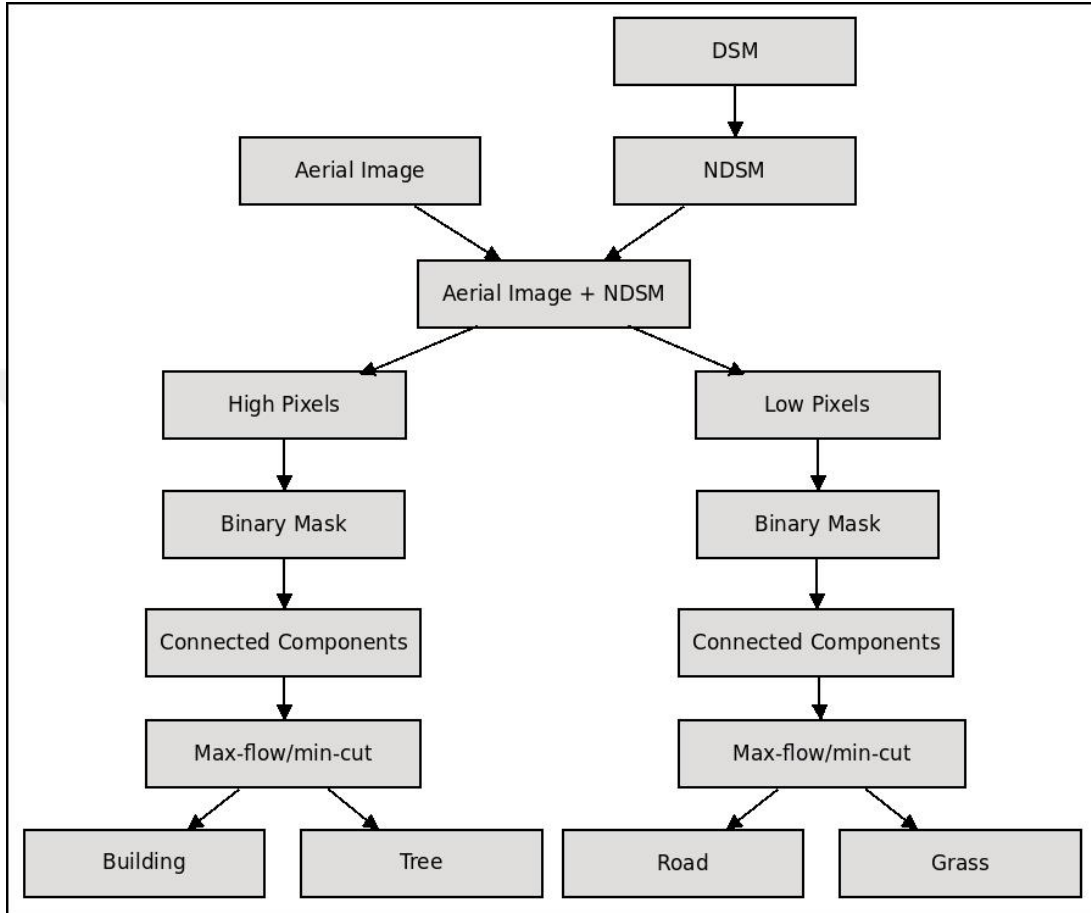 DSM
Aerial Image
NDSM
Aerial Image + NDSM
High Pixels
Low Pixels
Binary Mask
Binary Mask
Connected Components
Connected Components
Max-flow/min-cut
Max-flow/min-cut
Building
Tree
Road
Grass